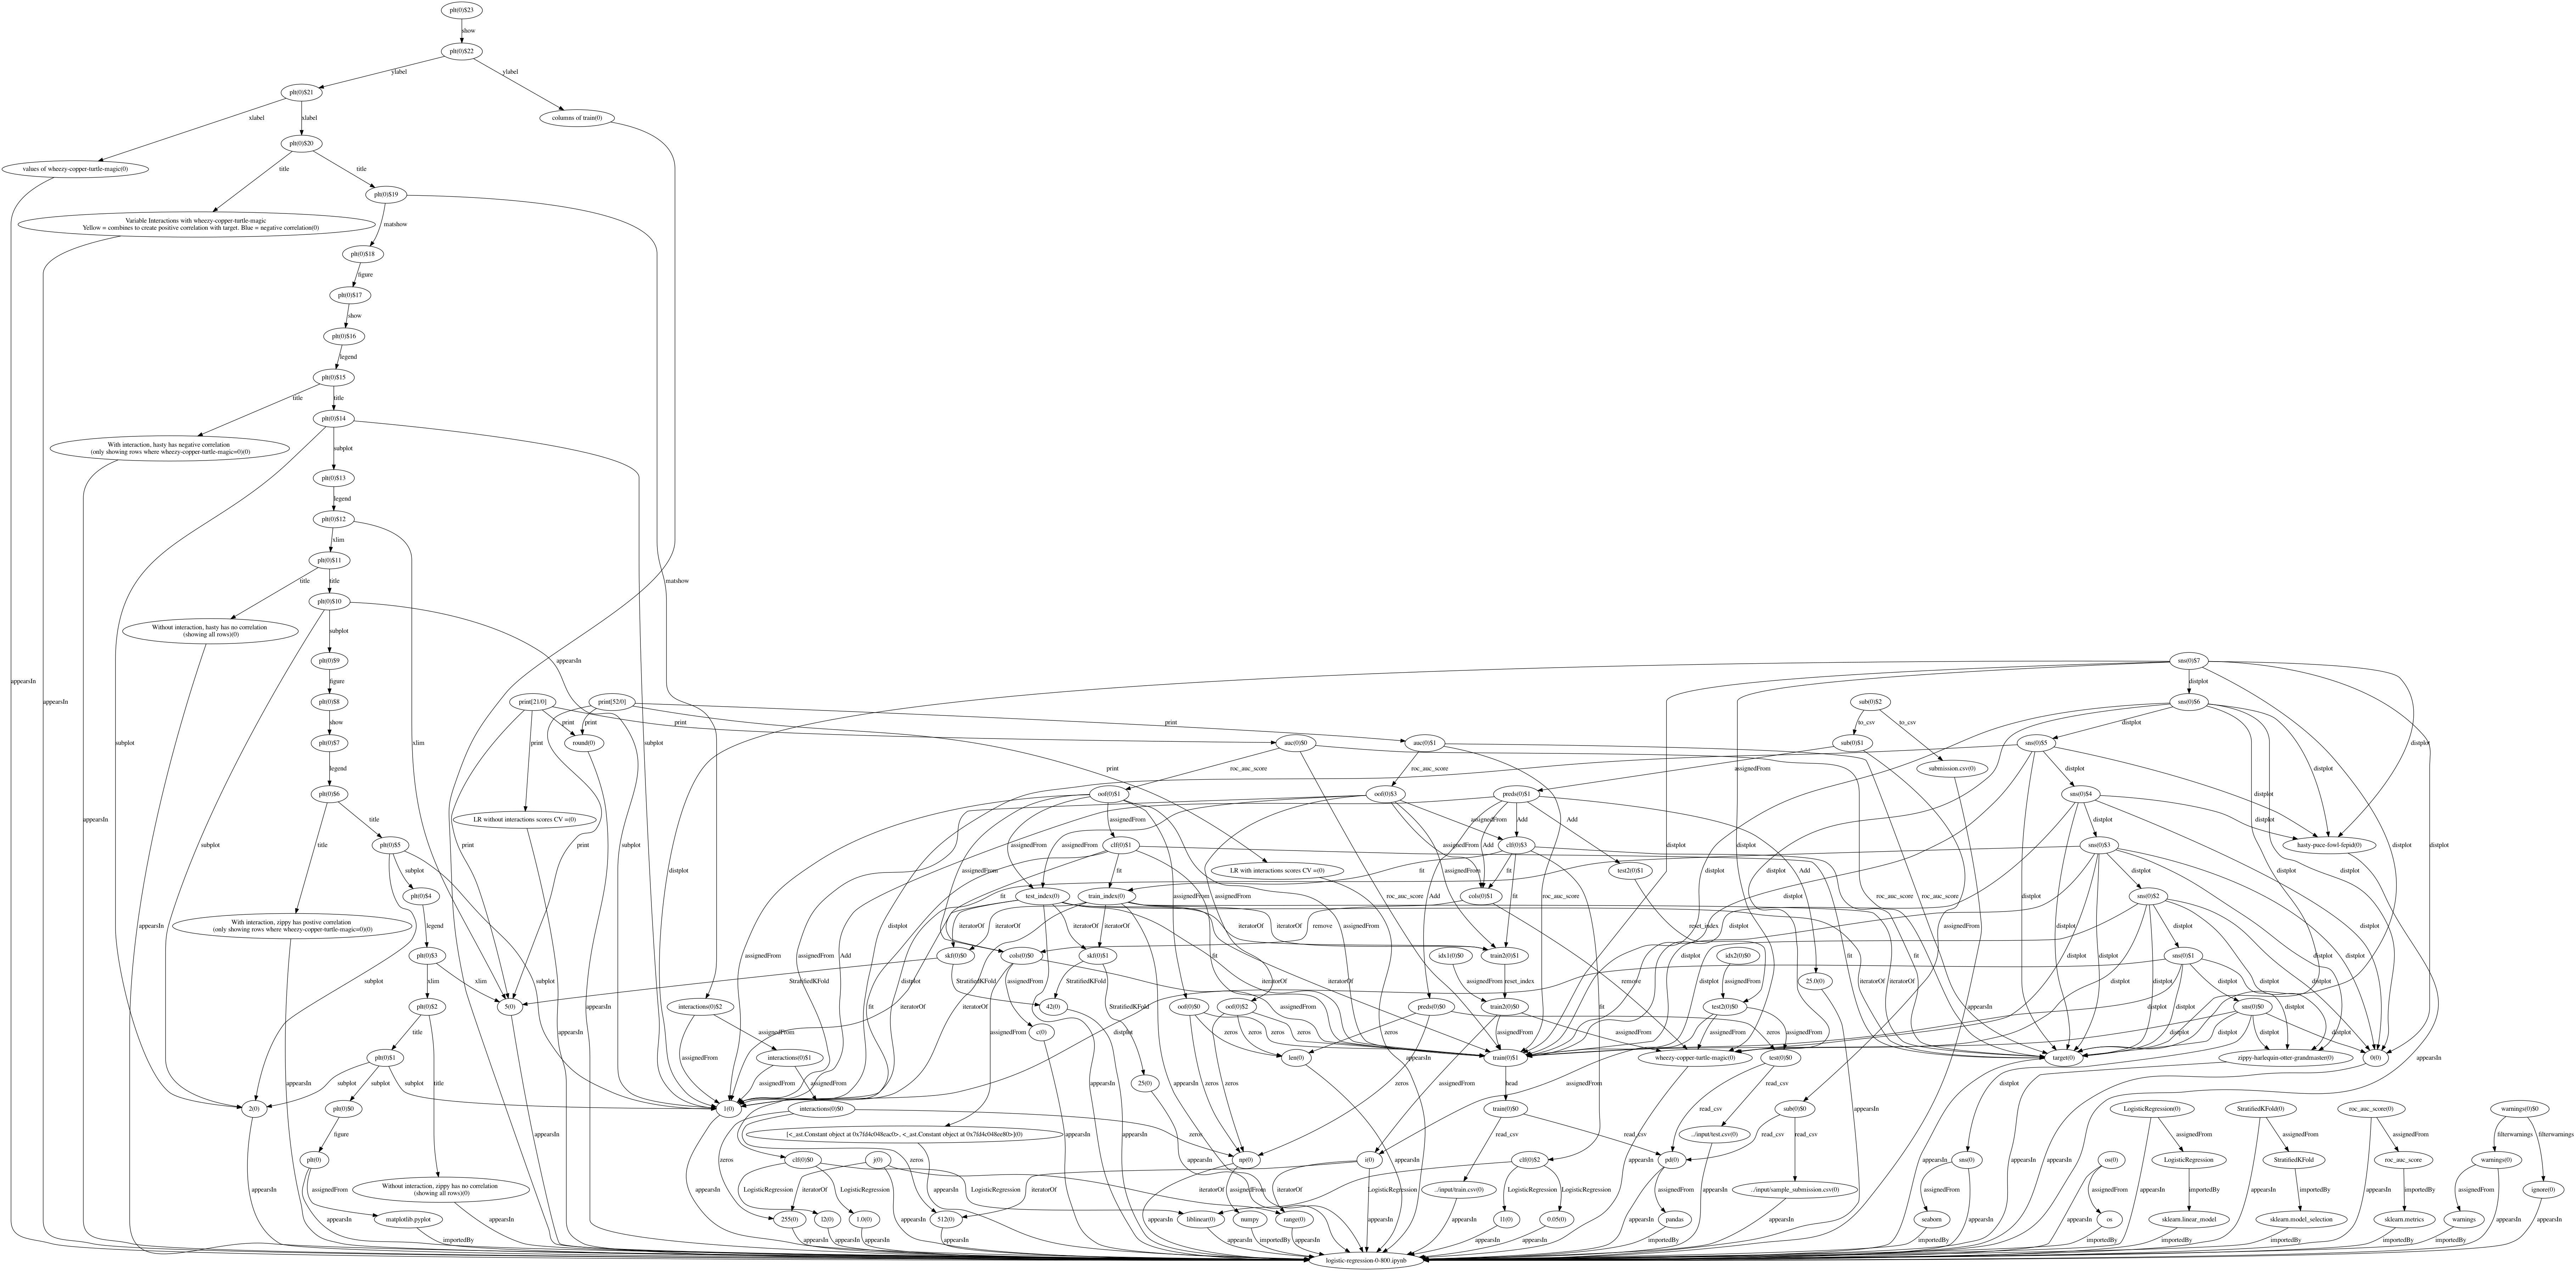 plt(0)$23
show
plt(0)$22
ylabel
ylabel
plt(0)$21
columns of train(0)
xlabel
xlabel
plt(0)$20
values of wheezy-copper-turtle-magic(0)
title
title
plt(0)$19
Variable Interactions with wheezy-copper-turtle-magic
Yellow = combines to create positive correlation with target. Blue = negative correlation(0)
matshow
plt(0)$18
figure
plt(0)$17
show
plt(0)$16
legend
plt(0)$15
title
title
plt(0)$14
With interaction, hasty has negative correlation
(only showing rows where wheezy-copper-turtle-magic=0)(0)
subplot
plt(0)$13
legend
plt(0)$12
xlim
plt(0)$11
title
title
plt(0)$10
Without interaction, hasty has no correlation
(showing all rows)(0)
subplot
plt(0)$9
figure
plt(0)$8
show
plt(0)$7
legend
plt(0)$6
title
title
plt(0)$5
With interaction, zippy has postive correlation
(only showing rows where wheezy-copper-turtle-magic=0)(0)
subplot
plt(0)$4
legend
plt(0)$3
xlim
xlim
plt(0)$2
title
title
plt(0)$1
subplot
subplot
subplot
plt(0)$0
figure
plt(0)
Without interaction, zippy has no correlation
(showing all rows)(0)
assignedFrom
matplotlib.pyplot
importedBy
appearsIn
matshow
subplot
xlim
print[21/0]
print[52/0]
print
round(0)
LR without interactions scores CV =(0)
LR with interactions scores CV =(0)
auc(0)$0
auc(0)$1
roc_auc_score
roc_auc_score
sub(0)$2
to_csv
to_csv
sub(0)$1
submission.csv(0)
assignedFrom
sns(0)$7
distplot
sns(0)$6
distplot
sns(0)$5
distplot
sns(0)$4
distplot
hasty-puce-fowl-fepid(0)
sns(0)$3
distplot
sns(0)$2
distplot
sns(0)$1
distplot
sns(0)$0
oof(0)$1
oof(0)$3
preds(0)$1
Add
Add
clf(0)$1
clf(0)$3
test2(0)$1
fit
fit
test_index(0)
train_index(0)
cols(0)$1
iteratorOf
remove
reset_index
skf(0)$0
cols(0)$0
skf(0)$1
train2(0)$1
idx1(0)$0
idx2(0)$0
25.0(0)
StratifiedKFold
StratifiedKFold
5(0)
interactions(0)$2
42(0)
oof(0)$0
oof(0)$2
preds(0)$0
train2(0)$0
test2(0)$0
c(0)
zeros
interactions(0)$1
25(0)
len(0)
train(0)$1
wheezy-copper-turtle-magic(0)
test(0)$0
target(0)
zippy-harlequin-otter-grandmaster(0)
0(0)
head
read_csv
2(0)
1(0)
interactions(0)$0
train(0)$0
sub(0)$0
../input/test.csv(0)
[<_ast.Constant object at 0x7fd4c048eac0>, <_ast.Constant object at 0x7fd4c048ee80>](0)
clf(0)$0
j(0)
np(0)
i(0)
clf(0)$2
pd(0)
sns(0)
os(0)
LogisticRegression
iteratorOf
LogisticRegression
../input/train.csv(0)
../input/sample_submission.csv(0)
255(0)
l2(0)
1.0(0)
512(0)
liblinear(0)
numpy
range(0)
l1(0)
0.05(0)
pandas
seaborn
os
LogisticRegression(0)
StratifiedKFold(0)
roc_auc_score(0)
warnings(0)$0
assignedFrom
assignedFrom
assignedFrom
filterwarnings
filterwarnings
LogisticRegression
StratifiedKFold
roc_auc_score
warnings(0)
ignore(0)
importedBy
importedBy
importedBy
assignedFrom
sklearn.linear_model
sklearn.model_selection
sklearn.metrics
warnings
appearsIn
importedBy
logistic-regression-0-800.ipynb